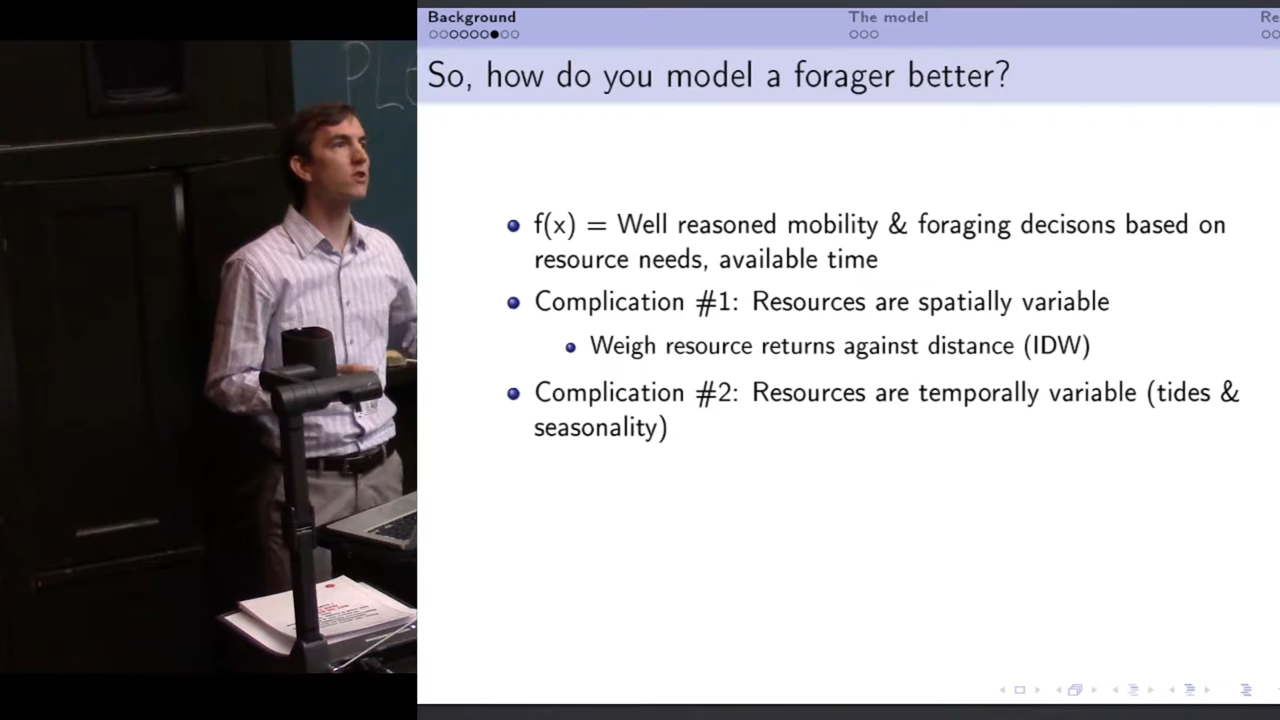 PL
Background
The model
Re
So, how do you model a forager better?
f(x) = Well reasoned mobility & foraging decisons based on
resource needs, available time
Complication #1: Resources are spatially variable
Weigh resource returns against distance (IDW)
Complication #2: Resources are temporally variable (tides &
seasonality)